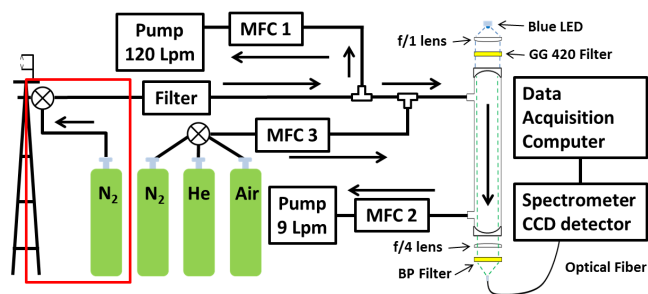 Pump
120 Lpm
MFC 1
Blue LED
f/1 lens
GG 420 Filter
Filter
Data
Acquisition
Computer
MFC 3
N2
N2
He
Air
Pump
9 Lpm
MFC 2
Spectrometer
CCD detector
f/4 lens
BP Filter
Optical Fiber